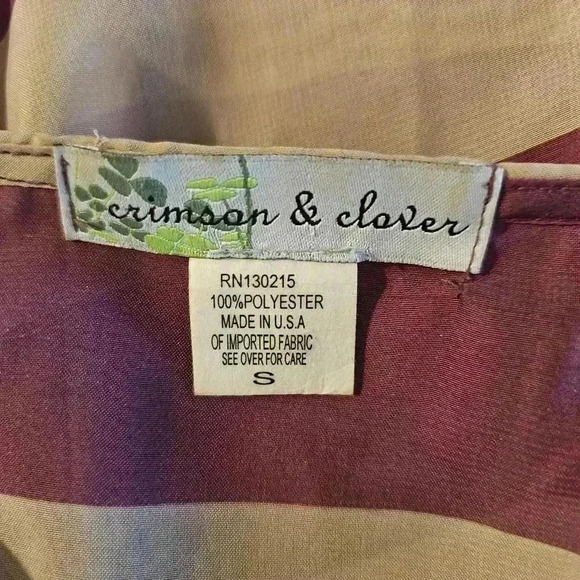 crimson & clover
RN130215
100%POLYESTER
MADE IN U.S.A
OF IMPORTED FABRIC
SEE OVER FOR CARE
S